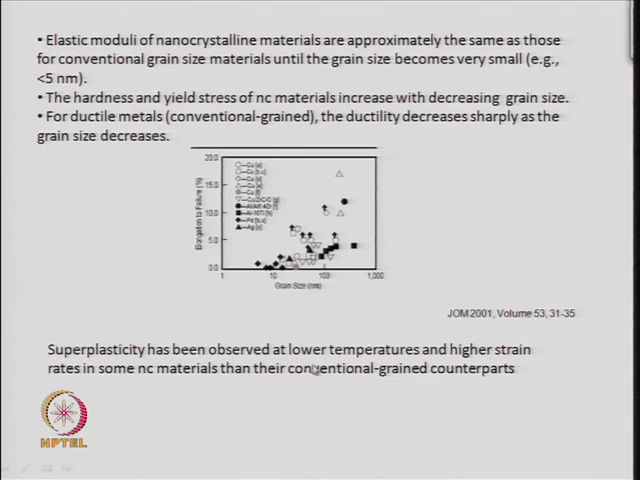 • Elastic moduli of nanocrystalline materials are approximately the same as those
for conventional grain size materials until the grain size becomes very small (e.g.,
<5 nm).
• The hardness and yield stress of nc materials increase with decreasing grain size.
• For ductile metals (conventional-grained), the ductility decreases sharply as the
grain size decreases.
20.0
15.0
10.0
5.0
0.0
Elongation to Failure (%)
1
10
100
1,000
Grain Size (nm)
JOM 2001, Volume 53, 31-35
Superplasticity has been observed at lower temperatures and higher strain
rates in some nc materials than their conventional-grained counterparts
NPTEL